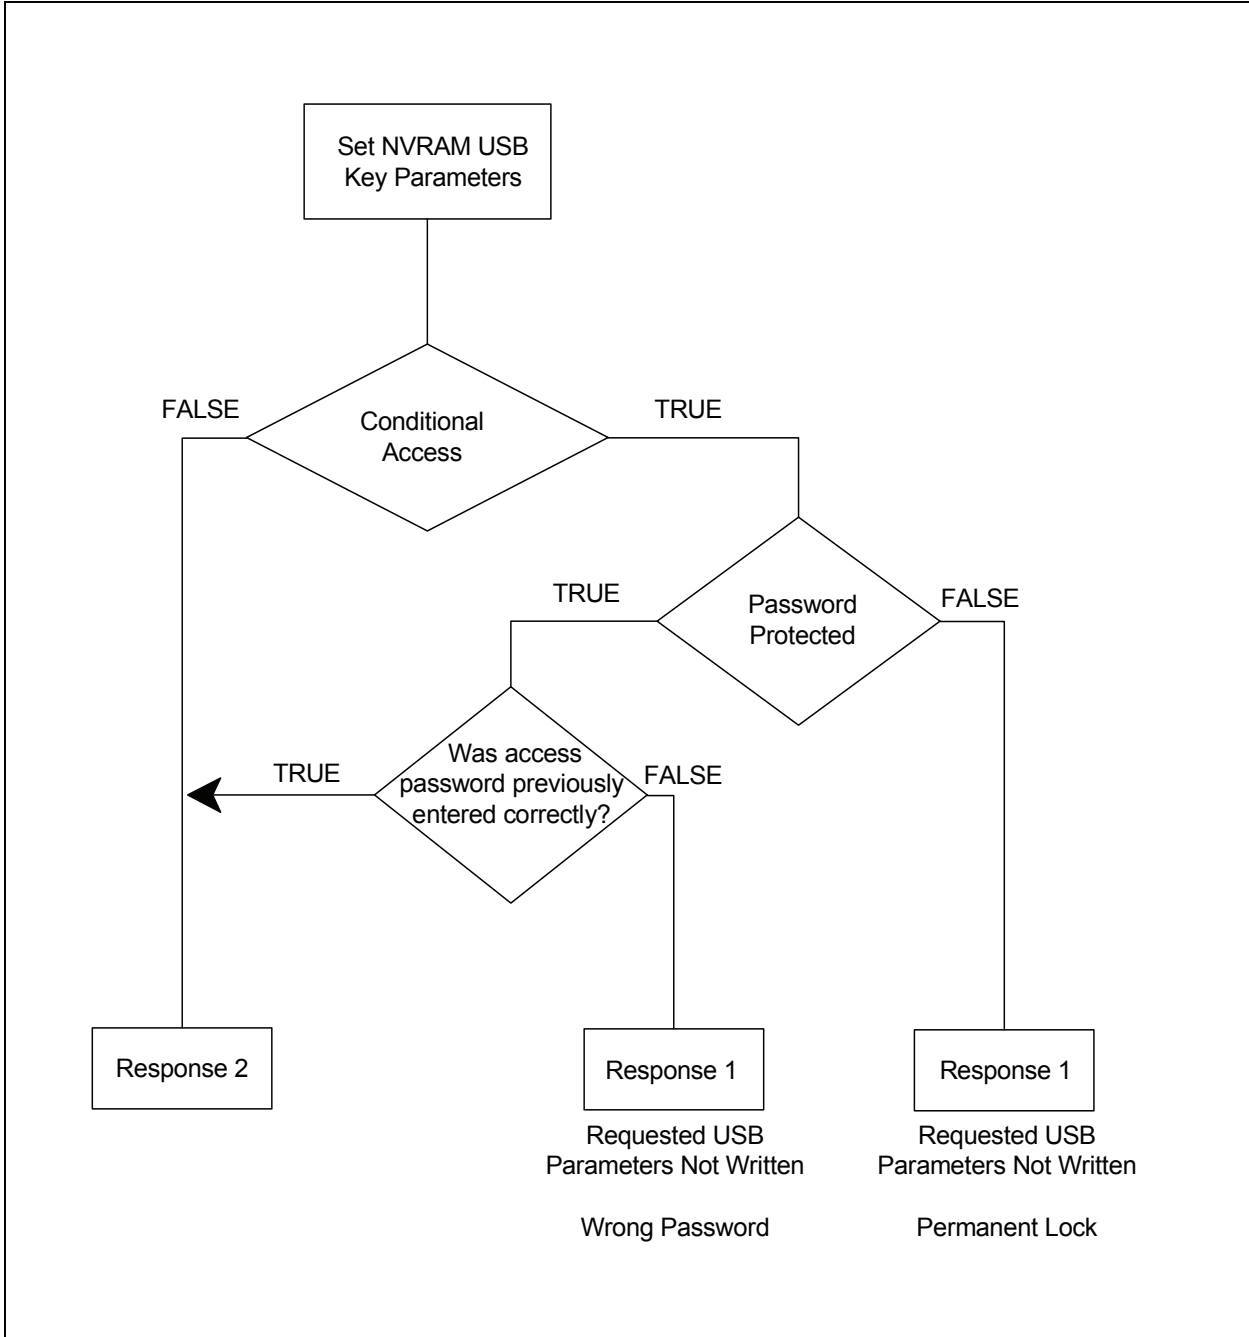 Set NVRAM USB
Key Parameters
FALSE
TRUE
Conditional
Access
TRUE
FALSE
Password
Protected
TRUE
FALSE
Was access
password previously
entered correctly?
Response 2
Response 1
Requested USB
Parameters Not Written
Wrong Password
Response 1
Requested USB
Parameters Not Written
Permanent Lock